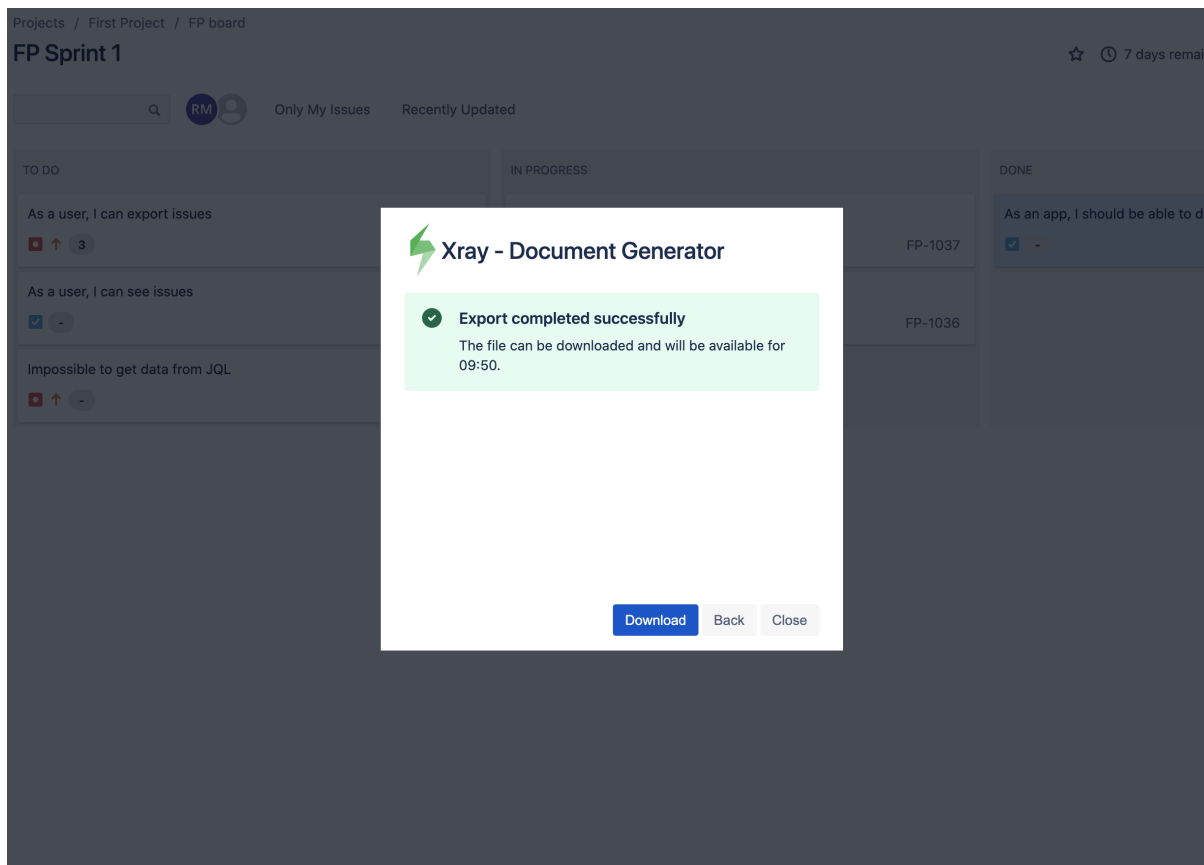 Projects / First Project / FP board
FP Sprint 1
7 days remai
RM
Only My Issues
Recently Updated
TO DO
IN PROGRESS
DONE
As a user, I can export issues
3
FP-1037
As an app, I should be able to d
-
As a user, I can see issues
-
FP-1036
Impossible to get data from JQL
-
Xray - Document Generator
Export completed successfully
The file can be downloaded and will be available for
09:50.
Download
Back
Close